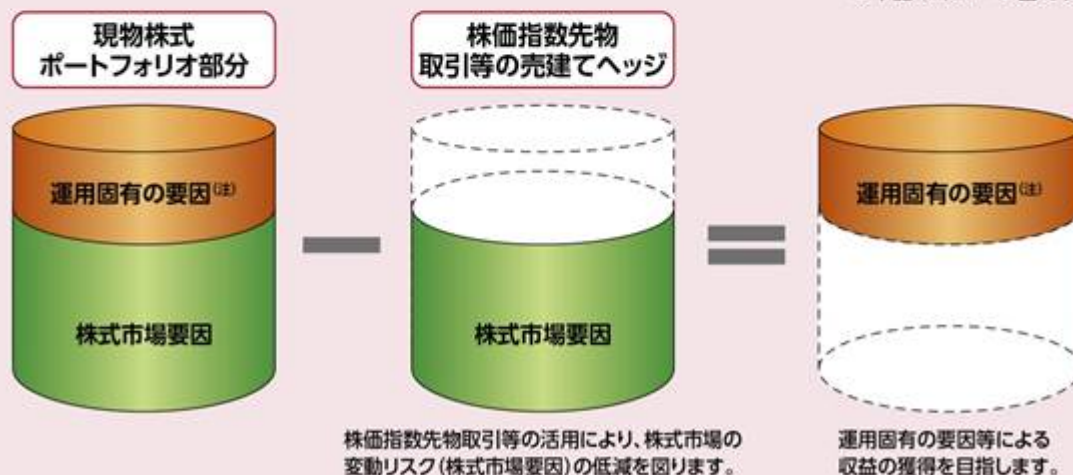 現物株式
ポートフォリオ部分
株価指数先物
取引等の売建てヘッジ
運用固有の要因(注)
株式市場要因
株式市場要因
運用固有の要因(注)
株価指数先物取引等の活用により、株式市場の
変動リスク(株式市場要因)の低減を図ります。
運用固有の要因等による
収益の獲得を目指します。